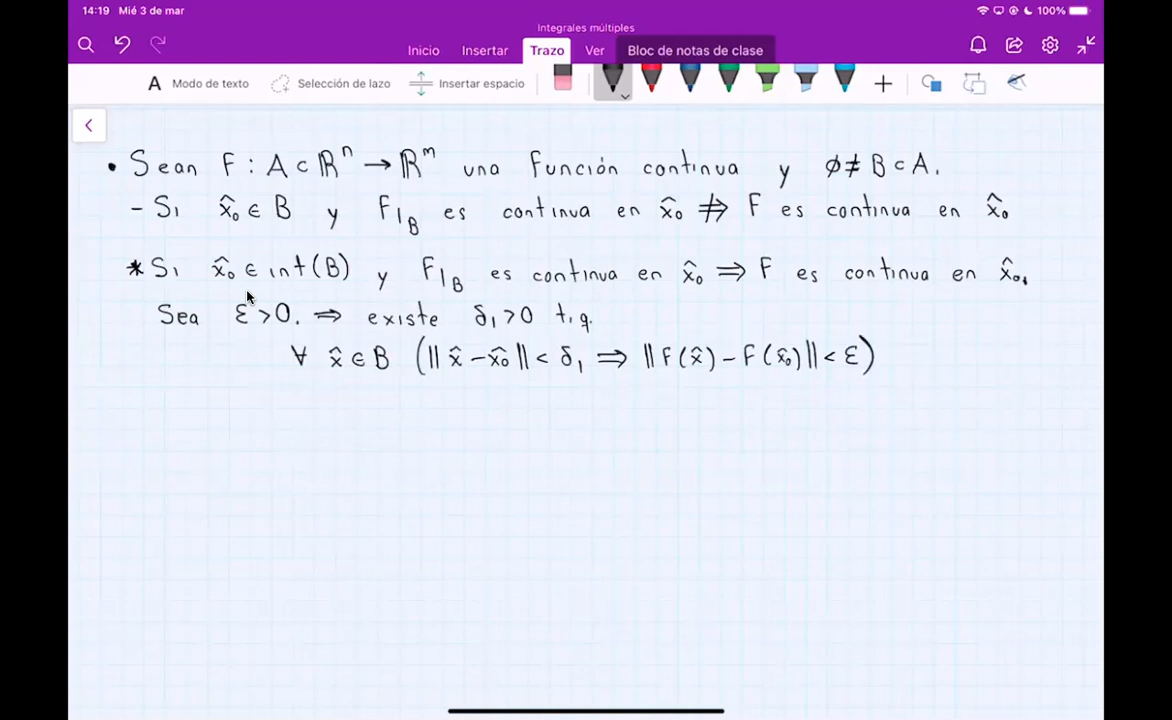 14:19 Mié 3 de mar
100%
Integrales múltiples
Inicio Insertar Trazo Ver Bloc de notas de clase
A Modo de texto Selección de lazo Insertar espacio
• Sean F : A ⊂ ℝⁿ → ℝᵐ una Función continua y ∅ ≠ B ⊂ A.
- Si x̂₀ ∈ B y F|_B es continua en x̂₀ ⇏ F es continua en x̂₀
* Si x̂₀ ∈ int(B) y F|_B es continua en x̂₀ ⟹ F es continua en x̂₀.
Sea ε > 0. ⟹ existe δ₁ > 0 t.q.
∀ x̂ ∈ B (‖x̂ - x̂₀‖ < δ₁ ⟹ ‖F(x̂) - F(x̂₀)‖ < ε)